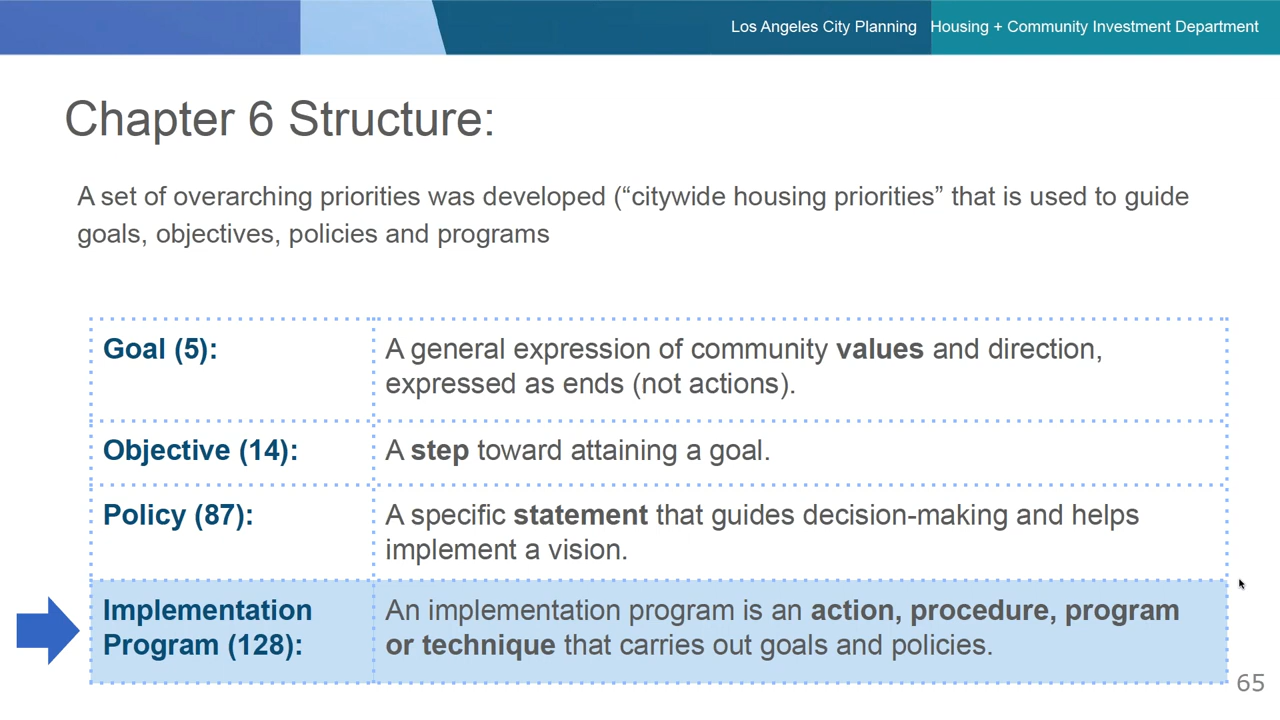 Los Angeles City Planning Housing + Community Investment Department
Chapter 6 Structure:
A set of overarching priorities was developed (“citywide housing priorities” that is used to guide
goals, objectives, policies and programs
Goal (5):
A general expression of community values and direction,
expressed as ends (not actions).
Objective (14):
A step toward attaining a goal.
Policy (87):
A specific statement that guides decision-making and helps
implement a vision.
Implementation
Program (128):
An implementation program is an action, procedure, program
or technique that carries out goals and policies.
65